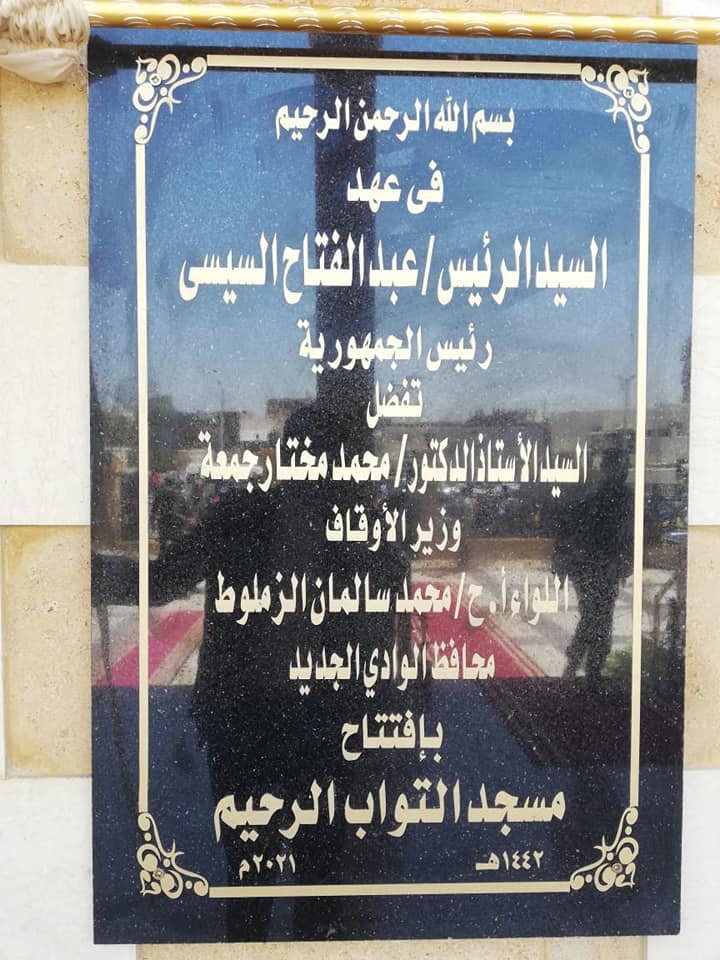 بسم الله الرحمن الرحيم
فى عهد
السيد الرئيس / عبد الفتاح السيسى
رئيس الجمهورية
تفضل
السيد الأستاذ الدكتور / محمد مختار جمعة
وزير الأوقاف
اللواء أ. ح / محمد سالمان الزملوط
محافظ الوادي الجديد
بإفتتاح
مسجد التواب الرحيم
١٤٤٢هـ ٢٠٢١م